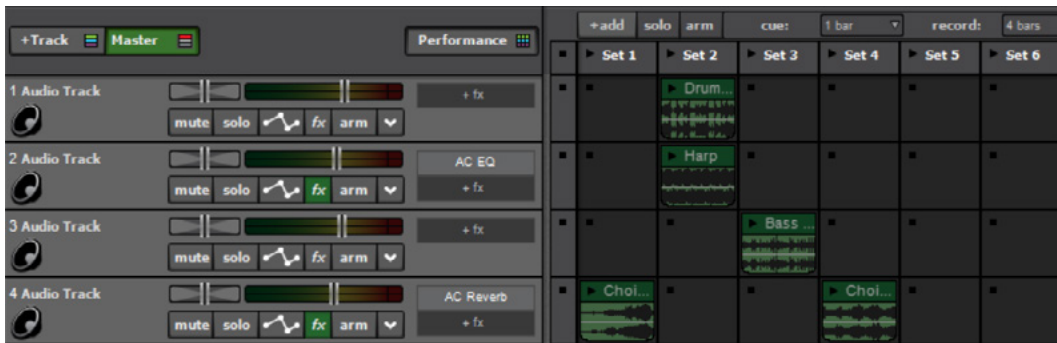 +Track Master Performance
+add solo arm cue: 1 bar record: 4 bars
Set 1 Set 2 Set 3 Set 4 Set 5 Set 6
1 Audio Track + fx Drum...
mute solo fx arm
2 Audio Track AC EQ Harp
mute solo fx arm + fx
3 Audio Track + fx Bass ...
mute solo fx arm
4 Audio Track AC Reverb Choi... Choi...
mute solo fx arm + fx